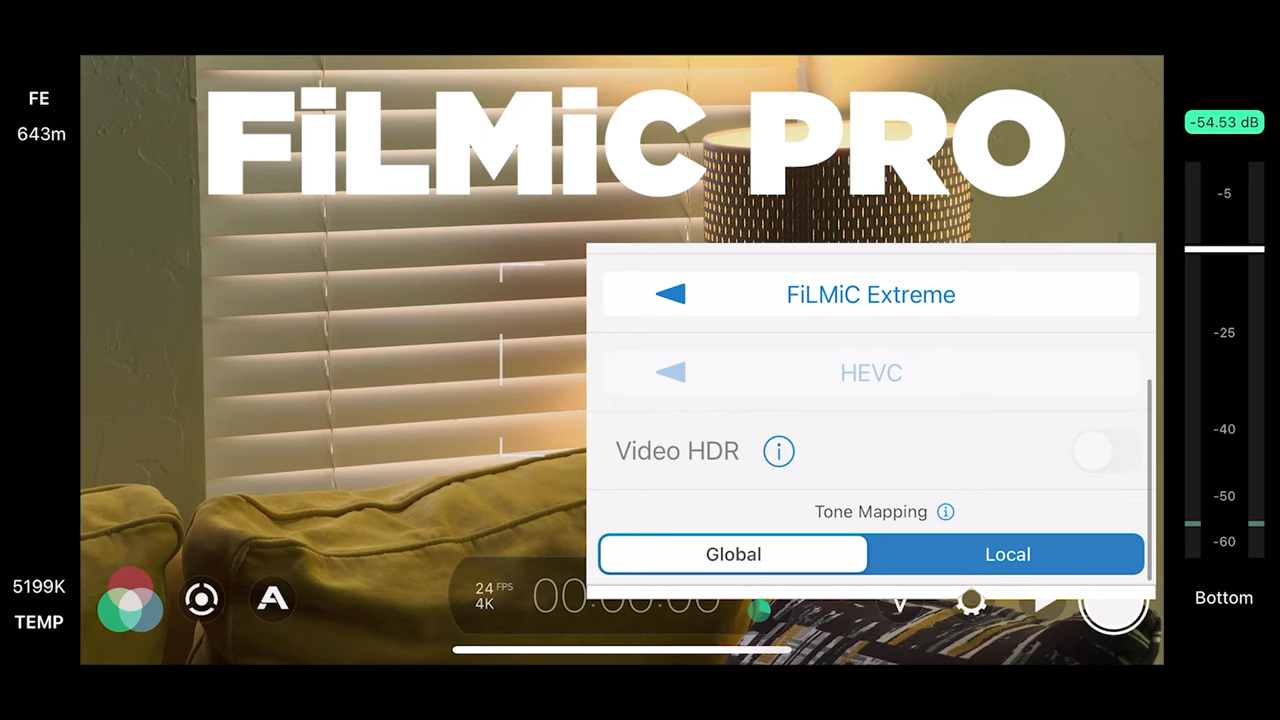 FiLMiC PRO
FE
643m
-54.53 dB
-5
-25
-40
-50
-60
Bottom
FiLMiC Extreme
HEVC
Video HDR
Tone Mapping
Global
Local
5199K
TEMP
A
24 FPS
4K
00:00:00